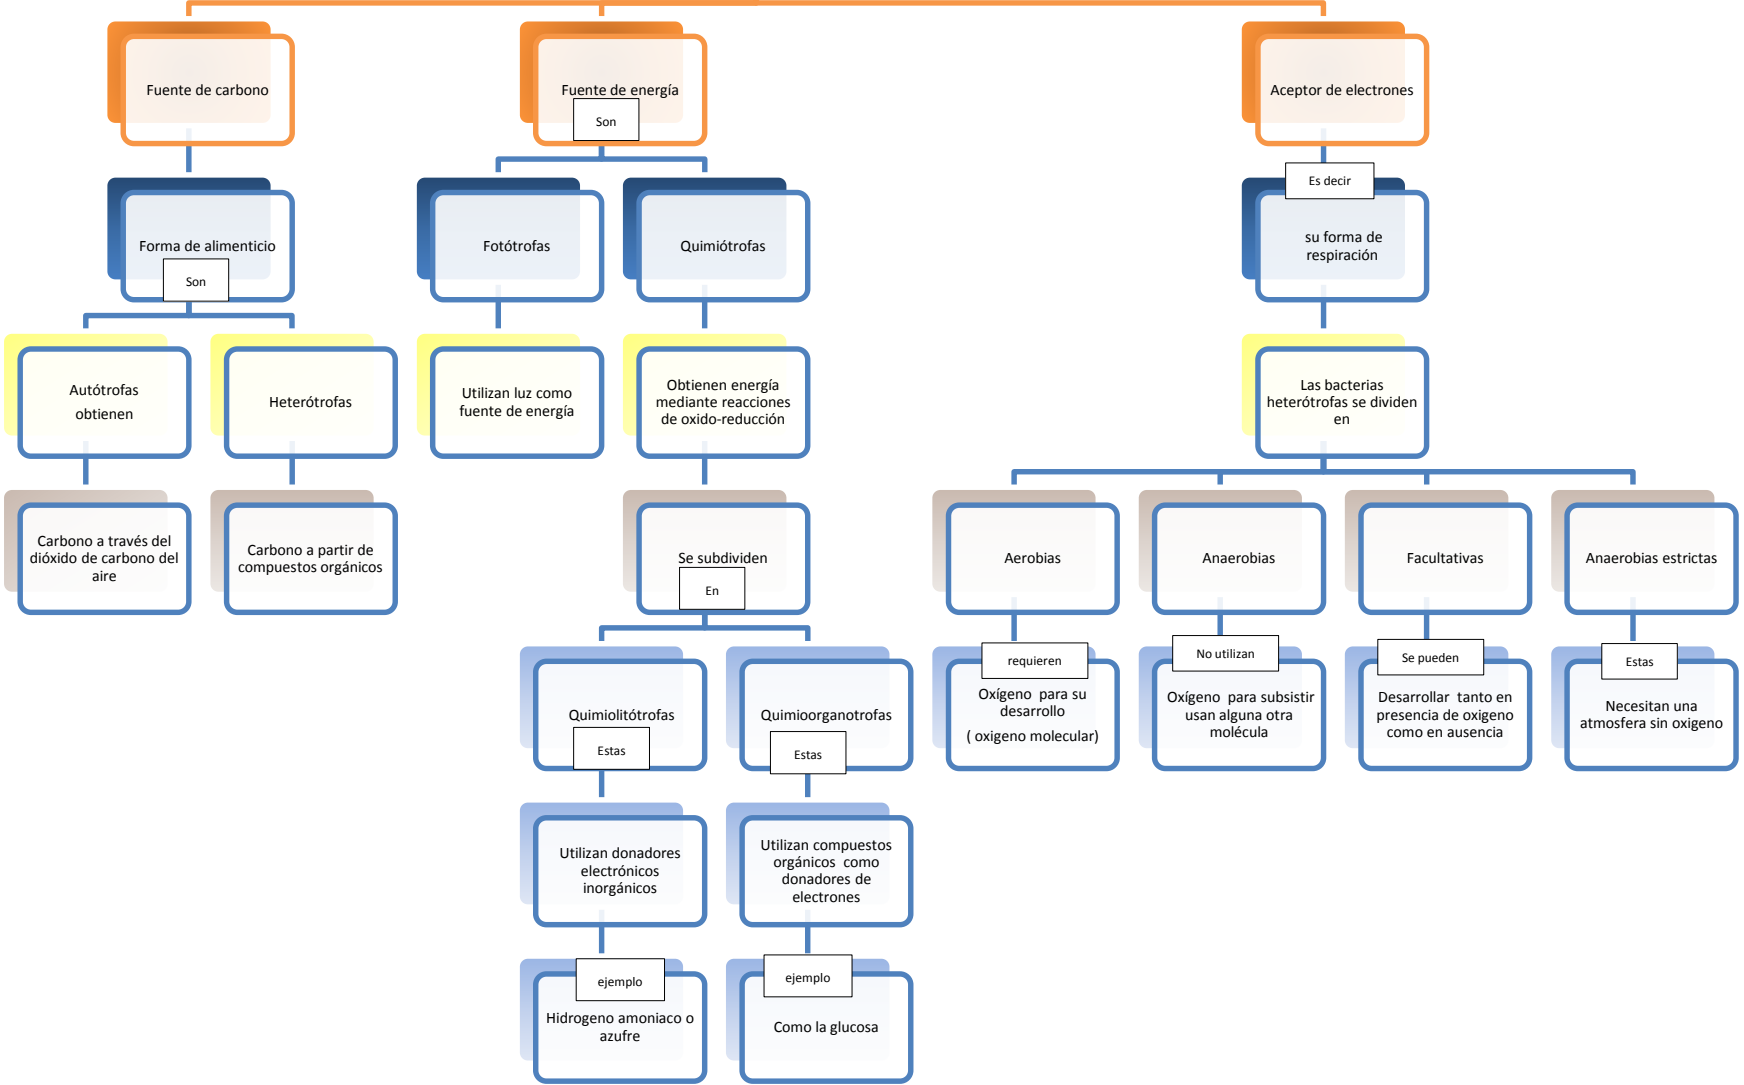 Fuente de carbono
Forma de alimenticio
Son
Autótrofas
obtienen
Carbono a través del
dióxido de carbono del
aire
Heterótrofas
Carbono a partir de
compuestos orgánicos
Fuente de energía
Son
Fotótrofas
Utilizan luz como
fuente de energía
Quimiótrofas
Obtienen energía
mediante reacciones
de oxido-reducción
Se subdividen
En
Quimiolitótrofas
Estas
Utilizan donadores
electrónicos
inorgánicos
ejemplo
Hidrogeno amoniaco o
azufre
Quimioorganotrofas
Estas
Utilizan compuestos
orgánicos  como
donadores de
electrones
ejemplo
Como la glucosa
Aceptor de electrones
Es decir
su forma de
respiración
Las bacterias
heterótrofas se dividen
en
Aerobias
requieren
Oxígeno  para su
desarrollo
( oxigeno molecular)
Anaerobias
No utilizan
Oxígeno  para subsistir
usan alguna otra
molécula
Facultativas
Se pueden
Desarrollar  tanto en
presencia de oxigeno
como en ausencia
Anaerobias estrictas
Estas
Necesitan una
atmosfera sin oxigeno